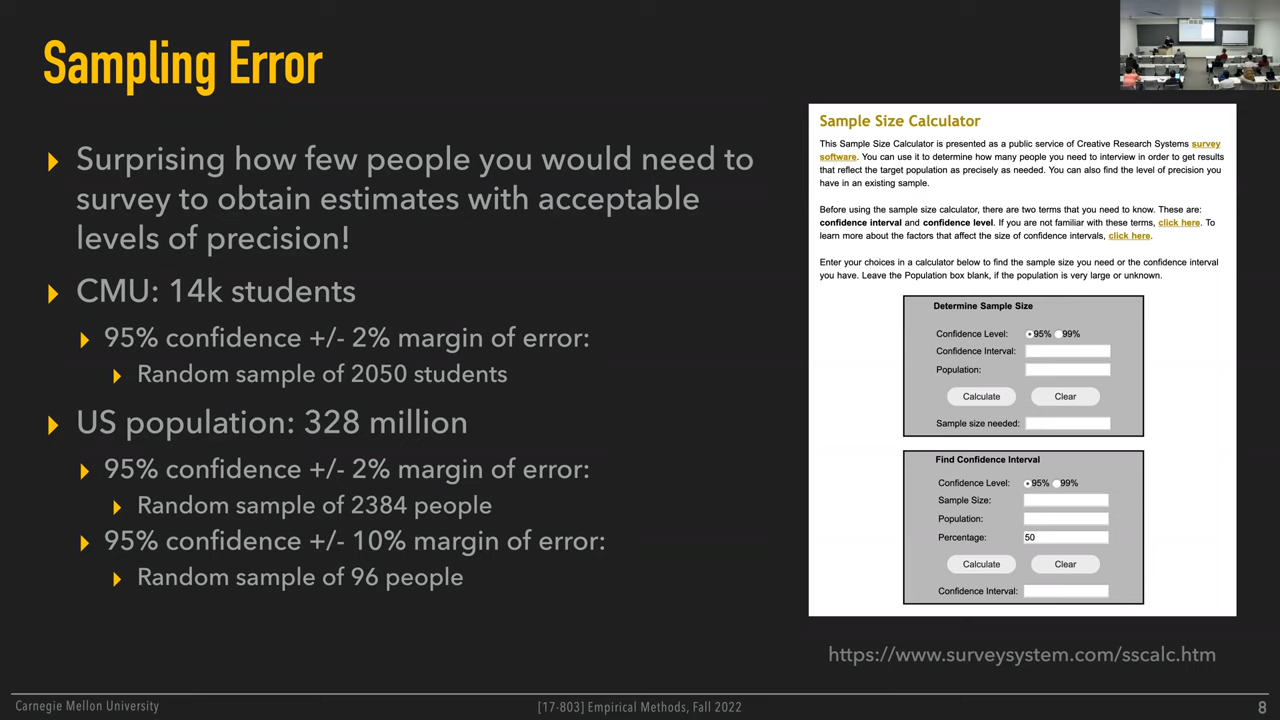 Sampling Error
Surprising how few people you would need to
survey to obtain estimates with acceptable
levels of precision!
CMU: 14k students
95% confidence +/- 2% margin of error:
Random sample of 2050 students
US population: 328 million
95% confidence +/- 2% margin of error:
Random sample of 2384 people
95% confidence +/- 10% margin of error:
Random sample of 96 people
Sample Size Calculator
This Sample Size Calculator is presented as a public service of Creative Research Systems survey
software. You can use it to determine how many people you need to interview in order to get results
that reflect the target population as precisely as needed. You can also find the level of precision you
have in an existing sample.
Before using the sample size calculator, there are two terms that you need to know. These are:
confidence interval and confidence level. If you are not familiar with these terms, click here. To
learn more about the factors that affect the size of confidence intervals, click here.
Enter your choices in a calculator below to find the sample size you need or the confidence interval
you have. Leave the Population box blank, if the population is very large or unknown.
Determine Sample Size
Confidence Level: 95% 99%
Confidence Interval:
Population:
Calculate Clear
Sample size needed:
Find Confidence Interval
Confidence Level: 95% 99%
Sample Size:
Population:
Percentage: 50
Calculate Clear
Confidence Interval:
https://www.surveysystem.com/sscalc.htm
Carnegie Mellon University
[17-803] Empirical Methods, Fall 2022
8